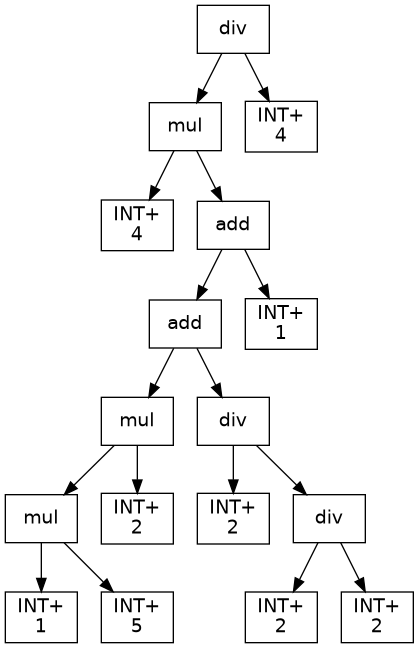 div
mul
INT+
4
INT+
4
add
add
INT+
1
mul
div
mul
INT+
2
INT+
2
div
INT+
1
INT+
5
INT+
2
INT+
2